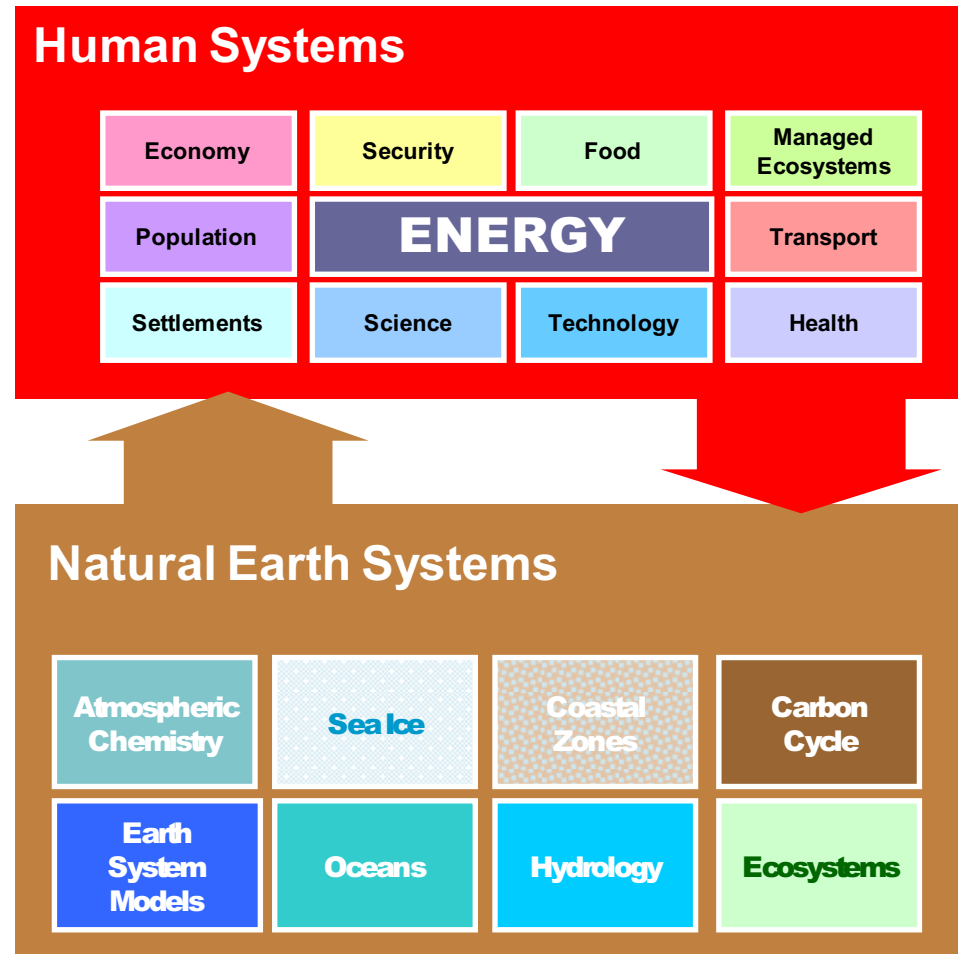 Human Systems
Economy
Security
Food
Managed
Ecosystems
Population
ENERGY
Transport
Settlements
Science
Technology
Health
Natural Earth Systems
Atmospheric
Chemistry
Sea Ice
Coastal
Zones
Carbon
Cycle
Earth
System
Models
Oceans
Hydrology
Ecosystems